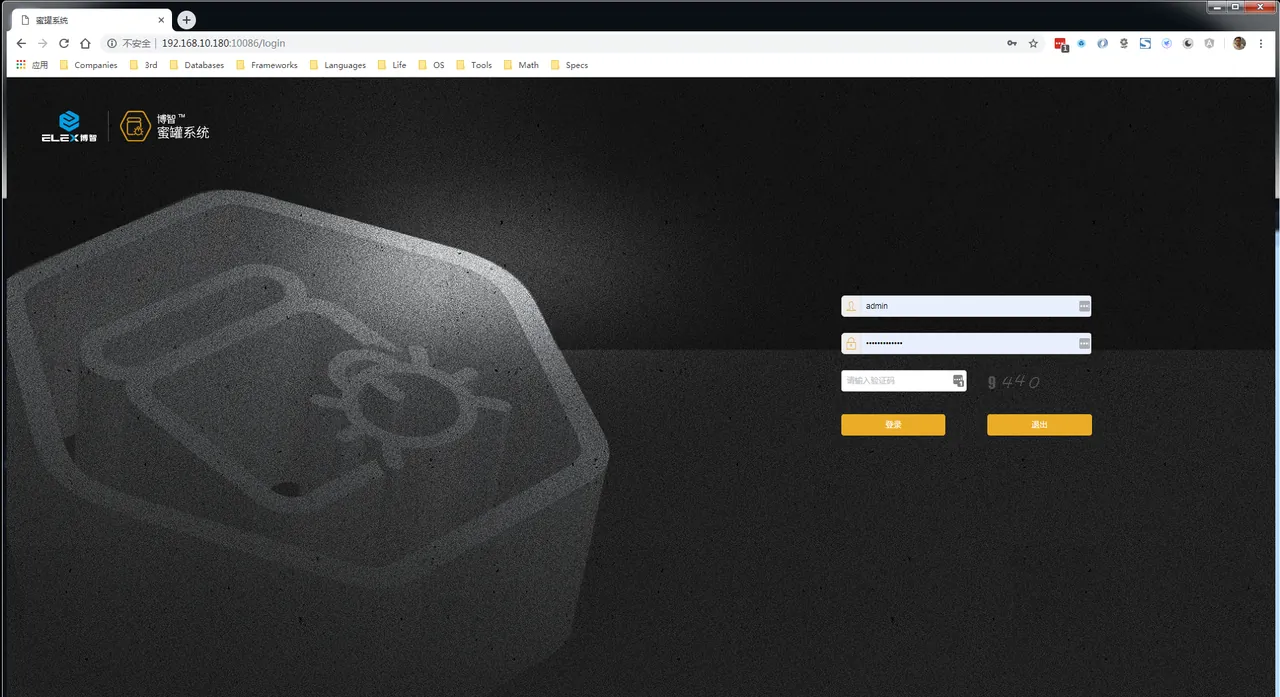 蜜罐系统
不安全 192.168.10.180:10086/login
应用 Companies 3rd Databases Frameworks Languages Life OS Tools Math Specs
ELEX博智
博智™
蜜罐系统
admin
•••••••••••••
请输入验证码 9440
登录 退出